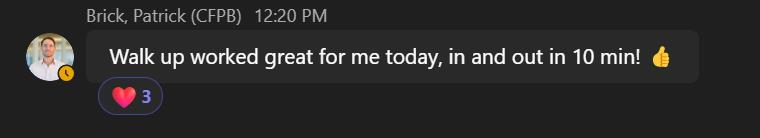 Brick, Patrick (CFPB) 12:20 PM
Walk up worked great for me today, in and out in 10 min! 👍
❤️ 3